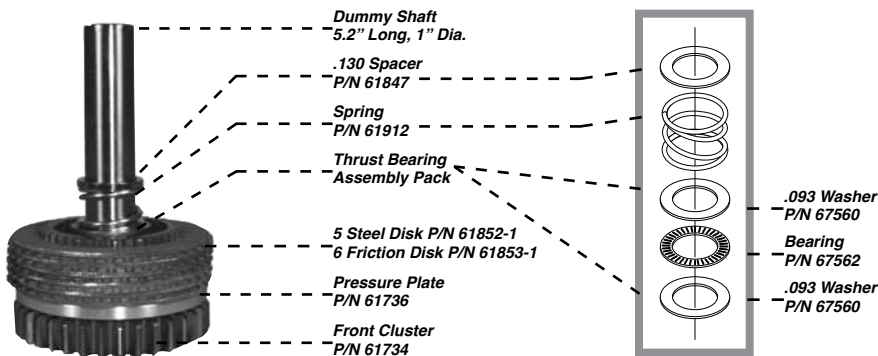 Dummy Shaft
5.2” Long, 1” Dia.
.130 Spacer
P/N 61847
Spring
P/N 61912
Thrust Bearing
Assembly Pack
5 Steel Disk P/N 61852-1
6 Friction Disk P/N 61853-1
Pressure Plate
P/N 61736
Front Cluster
P/N 61734
.093 Washer
P/N 67560
Bearing
P/N 67562
.093 Washer
P/N 67560